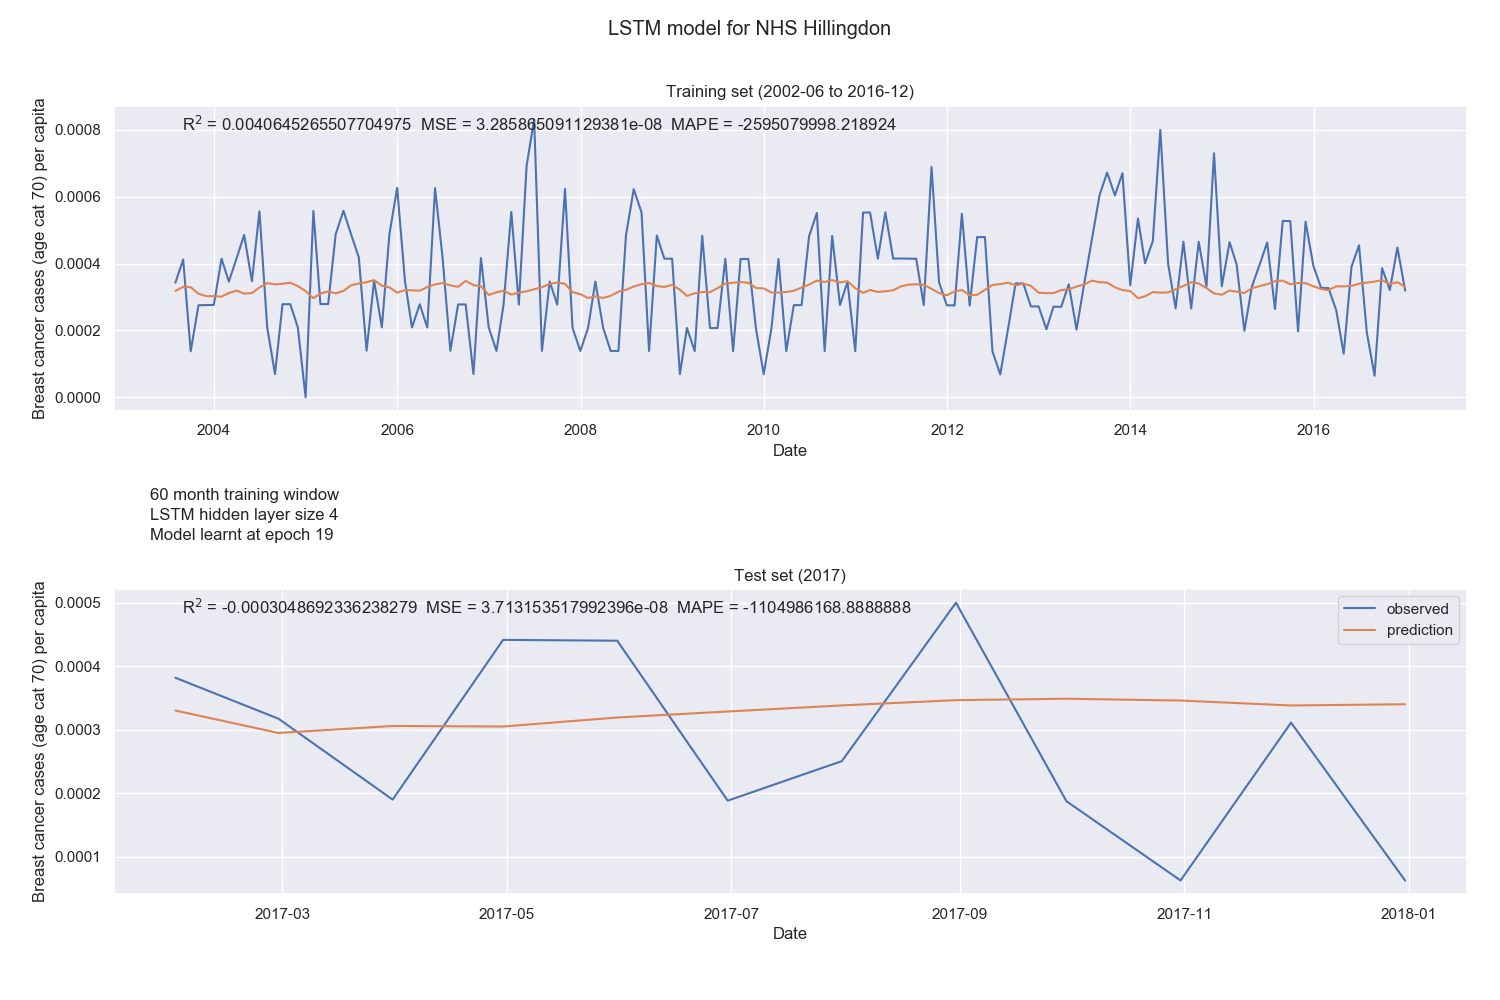 LSTM model for NHS Hillingdon
Training set (2002-06 to 2016-12)
R² = 0.0040645265507704975 MSE = 3.285865091129381e-08 MAPE = -2595079998.218924
Breast cancer cases (age cat 70) per capita
0.0008
0.0006
0.0004
0.0002
0.0000
2004 2006 2008 2010 2012 2014 2016
Date
60 month training window
LSTM hidden layer size 4
Model learnt at epoch 19
Test set (2017)
R² = -0.0003048692336238279 MSE = 3.713153517992396e-08 MAPE = -1104986168.8888888
observed
prediction
Breast cancer cases (age cat 70) per capita
0.0005
0.0004
0.0003
0.0002
0.0001
2017-03 2017-05 2017-07 2017-09 2017-11 2018-01
Date